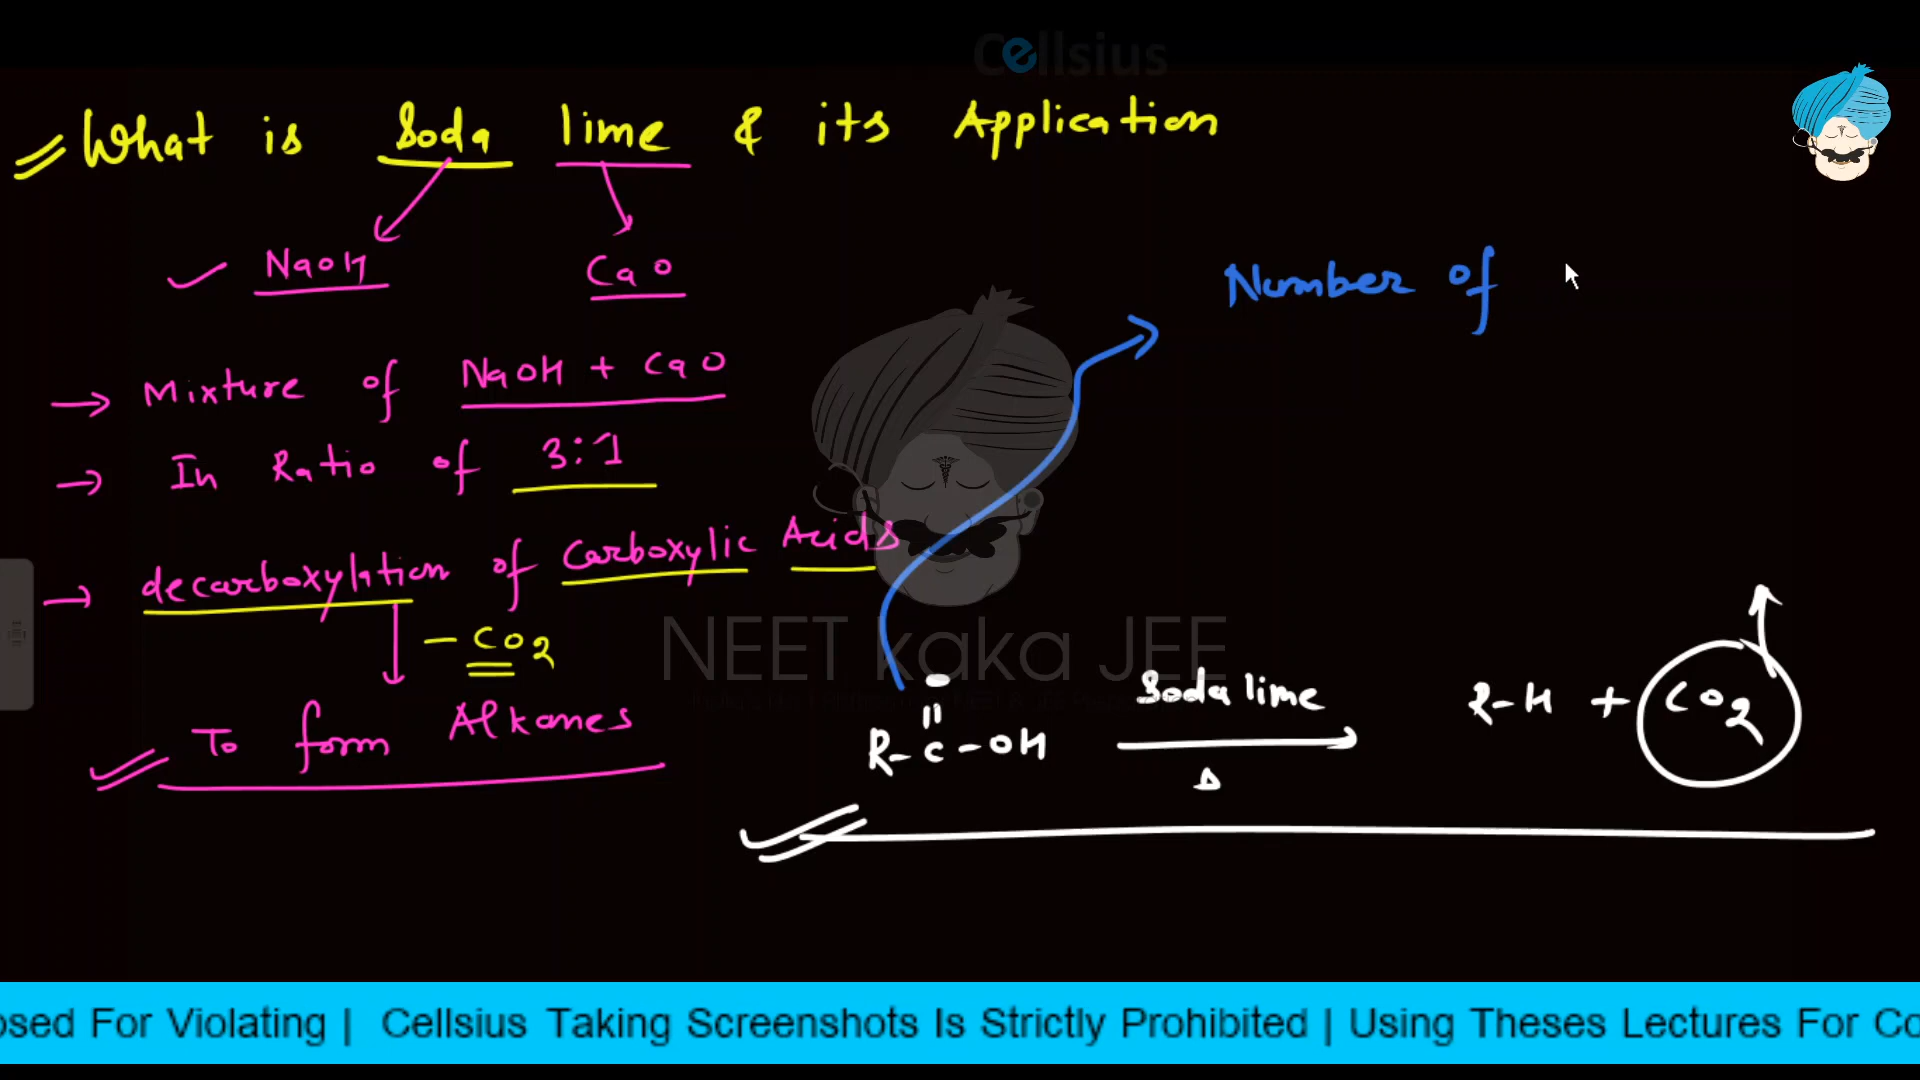 Cellsius
What is Soda lime & its Application
NaOH
CaO
Number of
→ Mixture of NaOH + CaO
→ In Ratio of 3:1
→ decarboxylation of Carboxylic Acids
- CO2
NEET kaka JEE
To form Alkanes
O
||
R-C-OH
Soda lime
Δ
R-H + CO2
osed For Violating | Cellsius Taking Screenshots Is Strictly Prohibited | Using Theses Lectures For Co